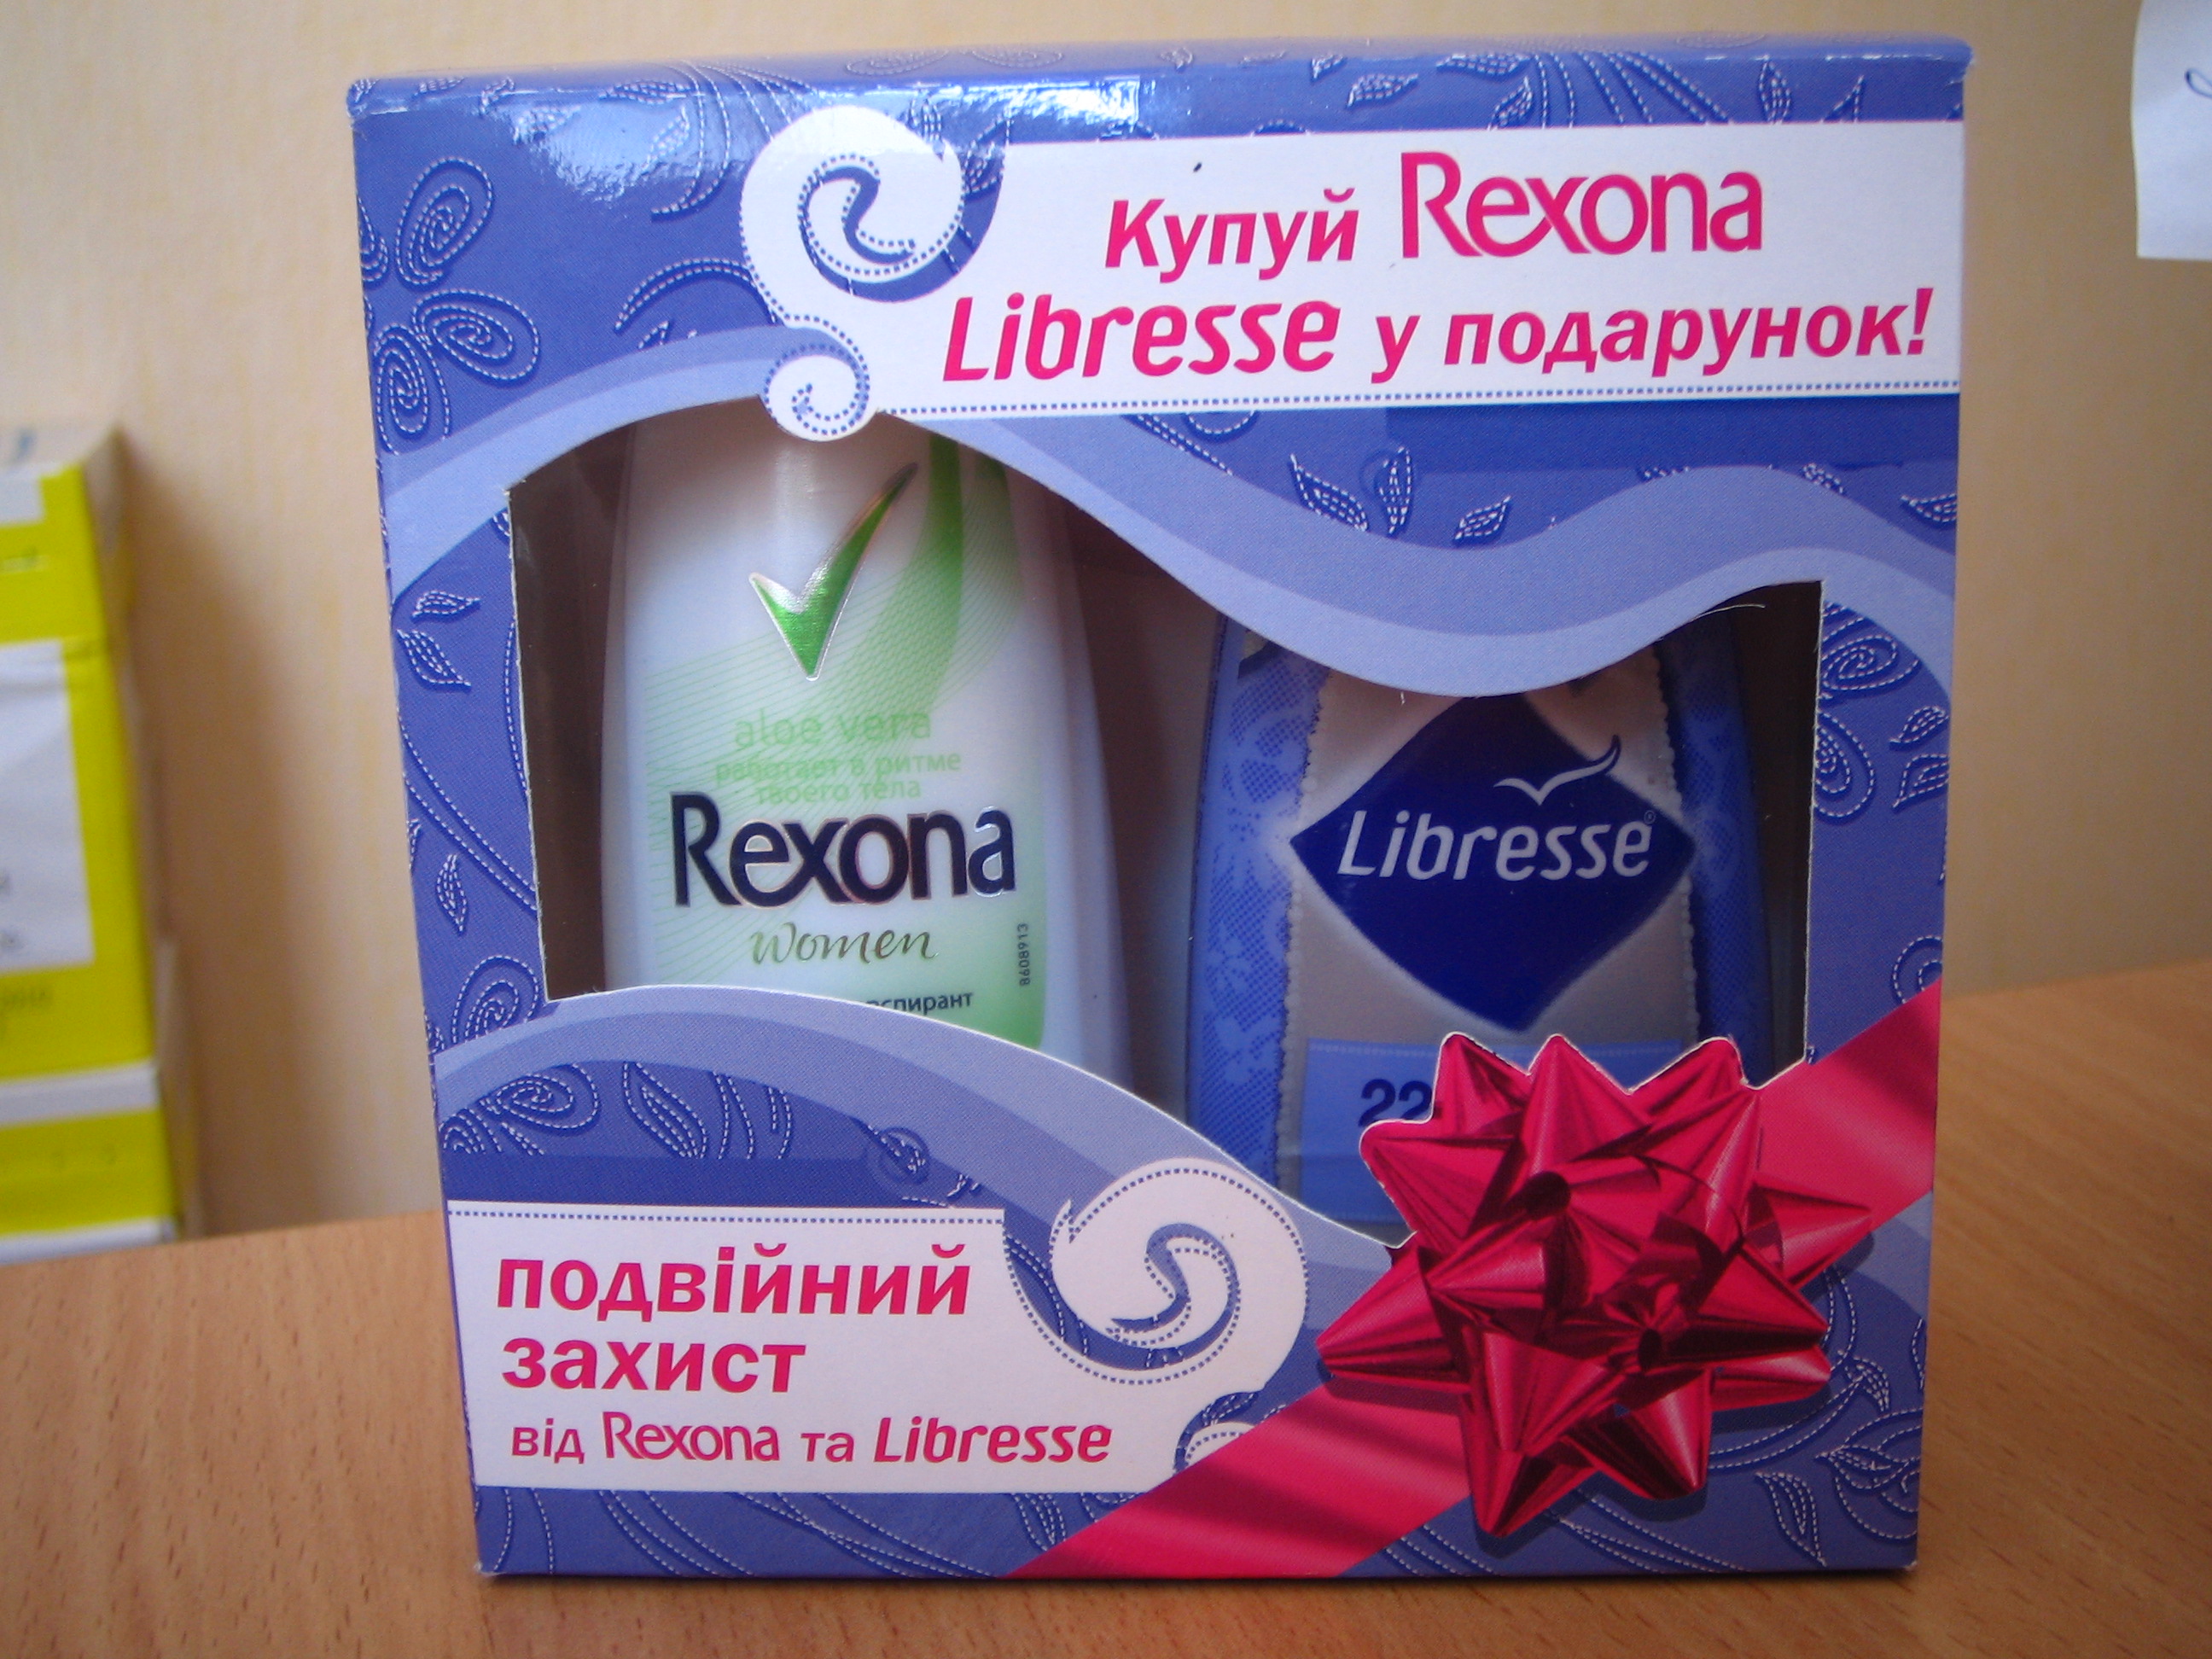 Купуй Rexona
Libresse у подарунок!
aloe vera
работает в ритме
твоего тела
Rexona
women
8608913
Libresse
22
подвійний
захист
від Rexona та Libresse